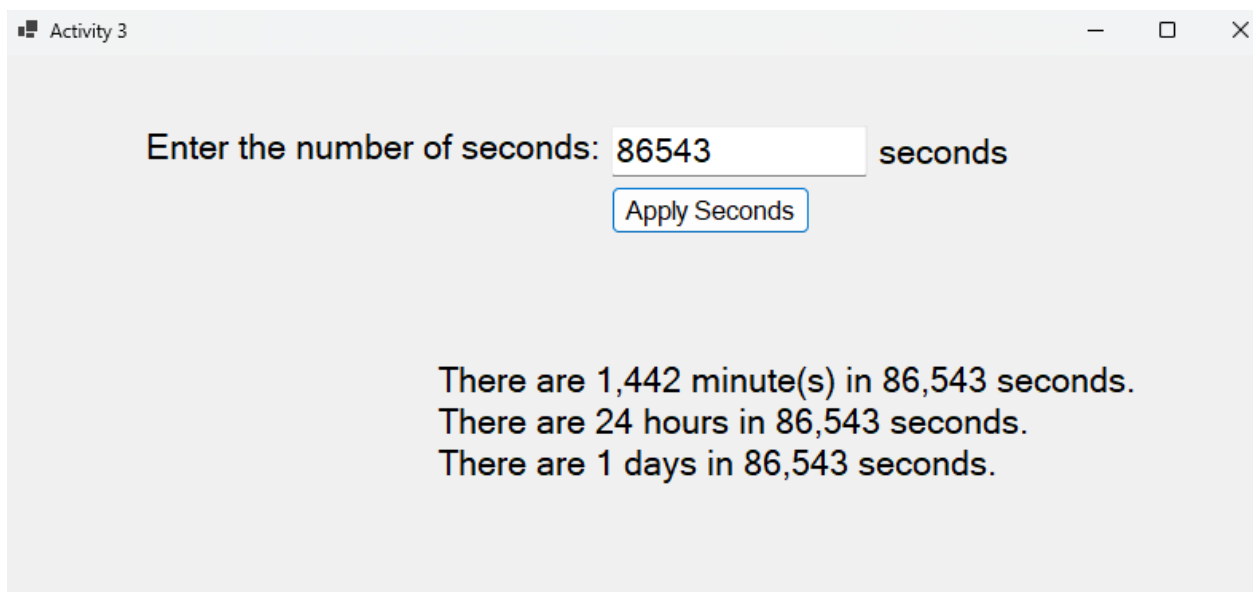 Activity 3
Enter the number of seconds: 86543 seconds
Apply Seconds
There are 1,442 minute(s) in 86,543 seconds.
There are 24 hours in 86,543 seconds.
There are 1 days in 86,543 seconds.